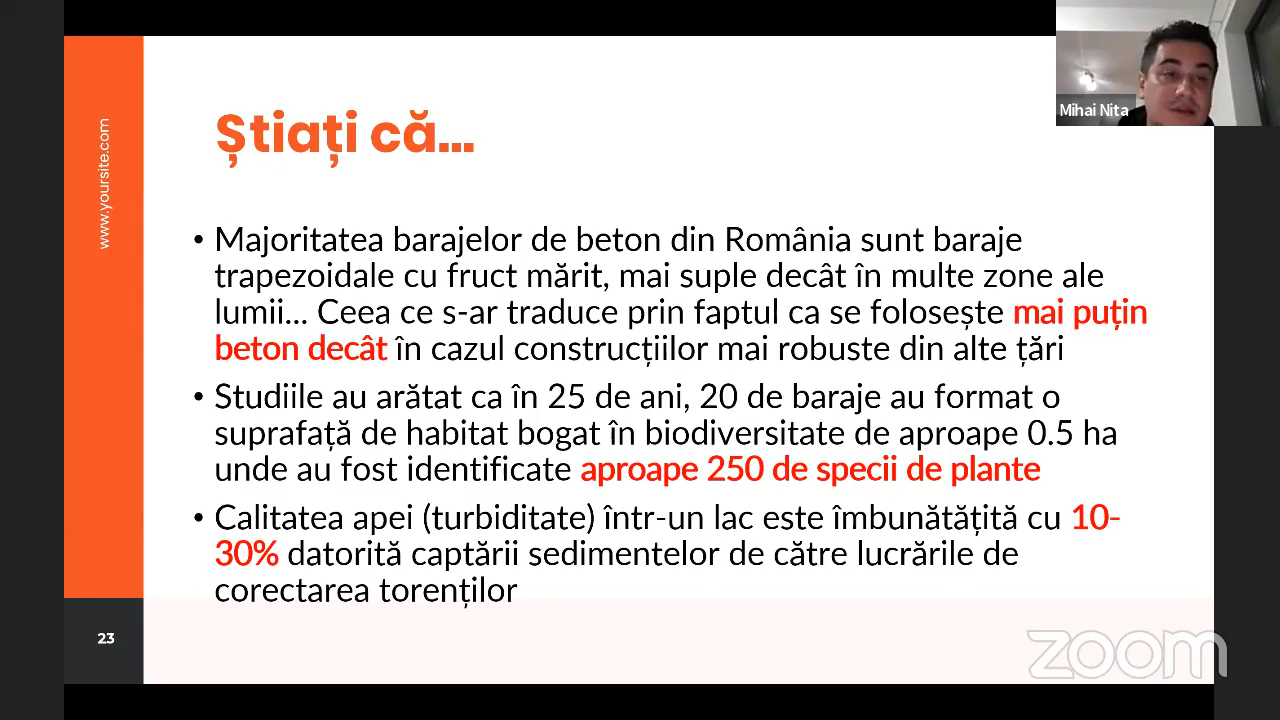 Mihai Nita
www.yoursite.com
Știați că...
• Majoritatea barajelor de beton din România sunt baraje
trapezoidale cu fruct mărit, mai suple decât în multe zone ale
lumii... Ceea ce s-ar traduce prin faptul ca se folosește mai puțin
beton decât în cazul construcțiilor mai robuste din alte țări
• Studiile au arătat ca în 25 de ani, 20 de baraje au format o
suprafață de habitat bogat în biodiversitate de aproape 0.5 ha
unde au fost identificate aproape 250 de specii de plante
• Calitatea apei (turbiditate) într-un lac este îmbunătățită cu 10-
30% datorită captării sedimentelor de către lucrările de
corectarea torenților
23
zoom